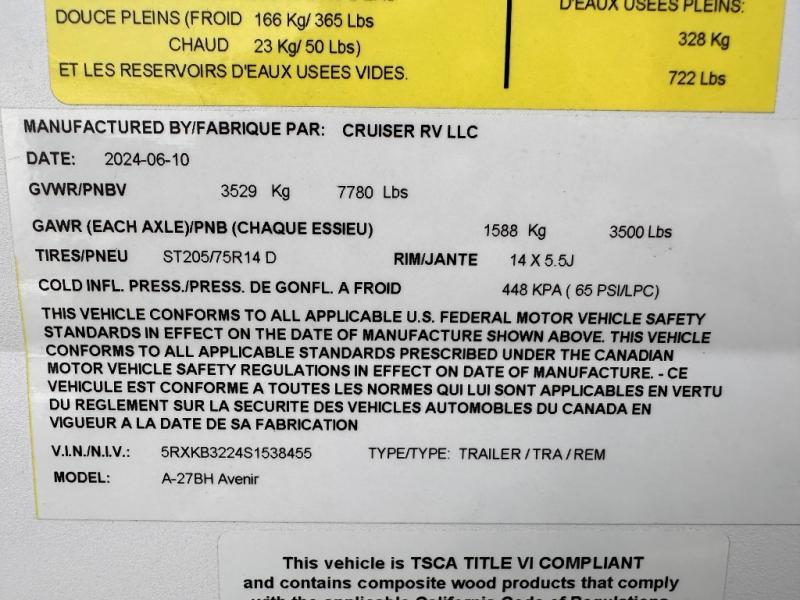 D'EAUX USEES PLEINS:
DOUCE PLEINS (FROID 166 Kg/ 365 Lbs
CHAUD 23 Kg/ 50 Lbs)
328 Kg
ET LES RESERVOIRS D'EAUX USEES VIDES.
722 Lbs
MANUFACTURED BY/FABRIQUE PAR: CRUISER RV LLC
DATE: 2024-06-10
GVWR/PNBV 3529 Kg 7780 Lbs
GAWR (EACH AXLE)/PNB (CHAQUE ESSIEU) 1588 Kg 3500 Lbs
TIRES/PNEU ST205/75R14 D RIM/JANTE 14 X 5.5J
COLD INFL. PRESS./PRESS. DE GONFL. A FROID 448 KPA ( 65 PSI/LPC)
THIS VEHICLE CONFORMS TO ALL APPLICABLE U.S. FEDERAL MOTOR VEHICLE SAFETY
STANDARDS IN EFFECT ON THE DATE OF MANUFACTURE SHOWN ABOVE. THIS VEHICLE
CONFORMS TO ALL APPLICABLE STANDARDS PRESCRIBED UNDER THE CANADIAN
MOTOR VEHICLE SAFETY REGULATIONS IN EFFECT ON DATE OF MANUFACTURE. - CE
VEHICULE EST CONFORME A TOUTES LES NORMES QUI LUI SONT APPLICABLES EN VERTU
DU REGLEMENT SUR LA SECURITE DES VEHICLES AUTOMOBILES DU CANADA EN
VIGUEUR A LA DATE DE SA FABRICATION
V.I.N./N.I.V.: 5RXKB3224S1538455 TYPE/TYPE: TRAILER / TRA / REM
MODEL: A-27BH Avenir
This vehicle is TSCA TITLE VI COMPLIANT
and contains composite wood products that comply
with the applicable California Code of Regulations